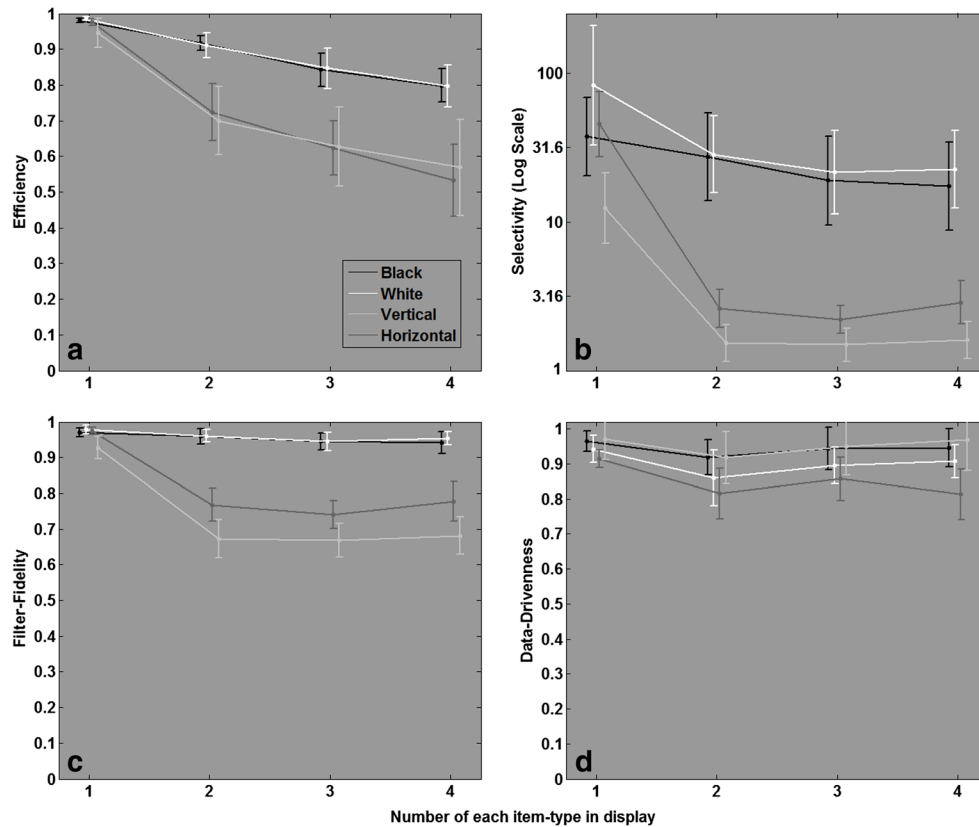 1
0.9
0.8
0.7
0.6
0.5
0.4
0.3
0.2
0.1
0
Efficiency
Black
White
Vertical
Horizontal
a
1 2 3 4
100
31.6
10
3.16
1
Selectivity (Log Scale)
b
1 2 3 4
1
0.9
0.8
0.7
0.6
0.5
0.4
0.3
0.2
0.1
0
Filter-Fidelity
c
1 2 3 4
1
0.9
0.8
0.7
0.6
0.5
0.4
0.3
0.2
0.1
0
Data-Drivenness
d
1 2 3 4
Number of each item-type in display